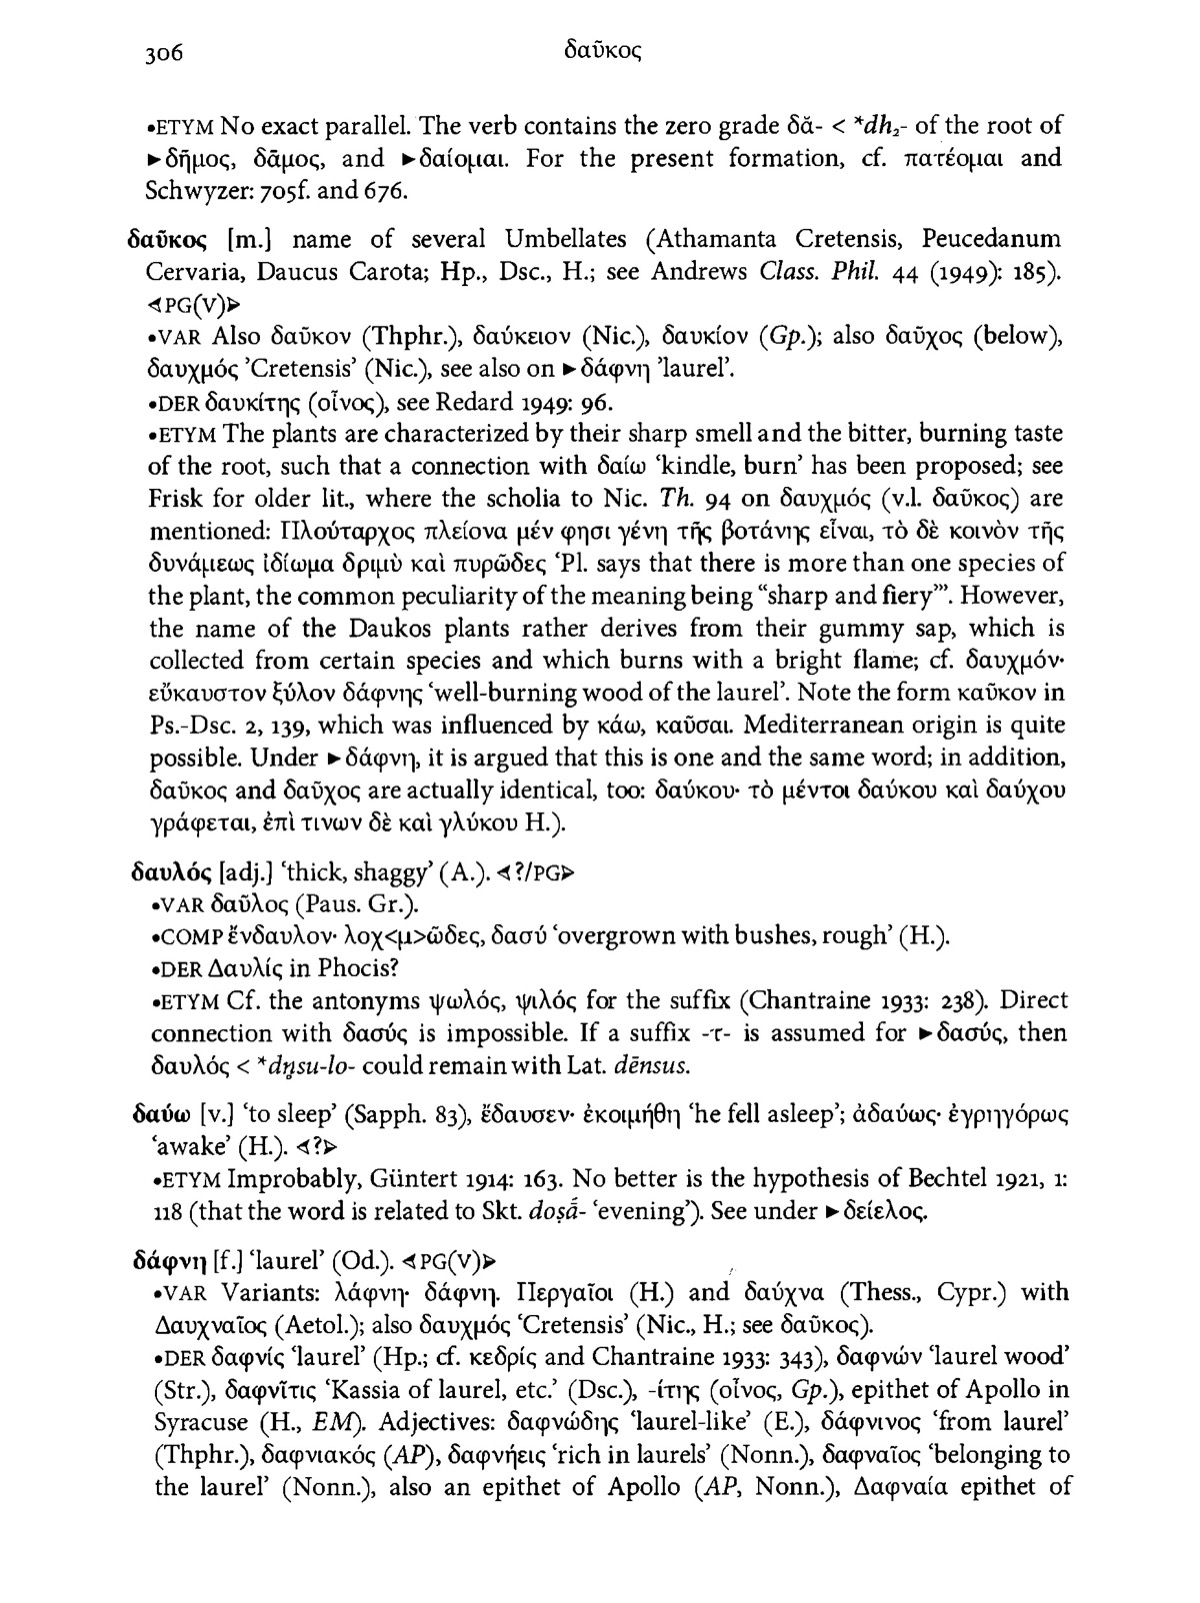 306
δαῦκος
•ETYM No exact parallel. The verb contains the zero grade δᾰ- < *dh₂- of the root of
►δῆμος, δᾶμος, and ►δαίομαι. For the present formation, cf. πατέομαι and
Schwyzer: 705f. and 676.
δαῦκος [m.] name of several Umbellates (Athamanta Cretensis, Peucedanum
Cervaria, Daucus Carota; Hp., Dsc., H.; see Andrews Class. Phil. 44 (1949): 185).
⊲PG(V)⊳
•VAR Also δαῦκον (Thphr.), δαύκειον (Nic.), δαυκίον (Gp.); also δαῦχος (below),
δαυχμός ’Cretensis’ (Nic.), see also on ►δάφνη ’laurel’.
•DER δαυκίτης (οἶνος), see Redard 1949: 96.
•ETYM The plants are characterized by their sharp smell and the bitter, burning taste
of the root, such that a connection with δαίω ‘kindle, burn’ has been proposed; see
Frisk for older lit., where the scholia to Nic. Th. 94 on δαυχμός (v.l. δαῦκος) are
mentioned: Πλούταρχος πλείονα μέν φησι γένη τῆς βοτάνης εἶναι, τὸ δὲ κοινὸν τῆς
δυνάμεως ἰδίωμα δριμὺ καὶ πυρῶδες ‘Pl. says that there is more than one species of
the plant, the common peculiarity of the meaning being “sharp and fiery”’. However,
the name of the Daukos plants rather derives from their gummy sap, which is
collected from certain species and which burns with a bright flame; cf. δαυχμόν·
εὔκαυστον ξύλον δάφνης ‘well-burning wood of the laurel’. Note the form καῦκον in
Ps.-Dsc. 2, 139, which was influenced by κάω, καῦσαι. Mediterranean origin is quite
possible. Under ►δάφνη, it is argued that this is one and the same word; in addition,
δαῦκος and δαῦχος are actually identical, too: δαύκου· τὸ μέντοι δαύκου καὶ δαύχου
γράφεται, ἐπὶ τινων δὲ καὶ γλύκου H.).
δαυλός [adj.] ‘thick, shaggy’ (A.). ⊲?/PG⊳
•VAR δαῦλος (Paus. Gr.).
•COMP ἔνδαυλον· λοχ<μ>ῶδες, δασύ ‘overgrown with bushes, rough’ (H.).
•DER Δαυλίς in Phocis?
•ETYM Cf. the antonyms ψωλός, ψιλός for the suffix (Chantraine 1933: 238). Direct
connection with δασύς is impossible. If a suffix -τ- is assumed for ►δασύς, then
δαυλός < *dn̥su-lo- could remain with Lat. dēnsus.
δαύω [v.] ‘to sleep’ (Sapph. 83), ἔδαυσεν· ἐκοιμήθη ‘he fell asleep’; ἀδαύως· ἐγρηγόρως
‘awake’ (H.). ⊲?⊳
•ETYM Improbably, Güntert 1914: 163. No better is the hypothesis of Bechtel 1921, 1:
118 (that the word is related to Skt. doṣā́- ‘evening’). See under ►δείελος.
δάφνη [f.] ‘laurel’ (Od.). ⊲PG(V)⊳
•VAR Variants: λάφνη· δάφνη. Περγαῖοι (H.) and δαύχνα (Thess., Cypr.) with
Δαυχναῖος (Aetol.); also δαυχμός ‘Cretensis’ (Nic., H.; see δαῦκος).
•DER δαφνίς ‘laurel’ (Hp.; cf. κεδρίς and Chantraine 1933: 343), δαφνών ‘laurel wood’
(Str.), δαφνῖτις ‘Kassia of laurel, etc.’ (Dsc.), -ίτης (οἶνος, Gp.), epithet of Apollo in
Syracuse (H., EM). Adjectives: δαφνώδης ‘laurel-like’ (E.), δάφνινος ‘from laurel’
(Thphr.), δαφνιακός (AP), δαφνήεις ‘rich in laurels’ (Nonn.), δαφναῖος ‘belonging to
the laurel’ (Nonn.), also an epithet of Apollo (AP, Nonn.), Δαφναία epithet of